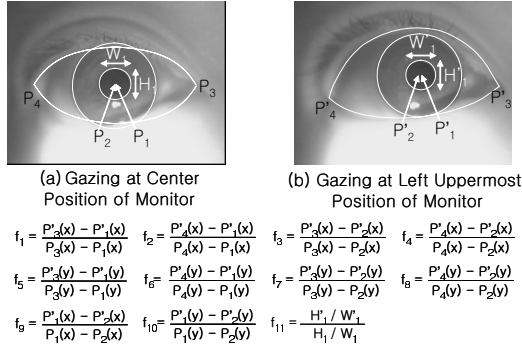 W₁
H₁
P₄
P₃
P₂ P₁
W'₁
H'₁
P'₄
P'₃
P'₂ P'₁
(a) Gazing at Center
Position of Monitor
(b) Gazing at Left Uppermost
Position of Monitor
f₁ = P'₃(x) − P'₁(x) / P₃(x) − P₁(x) f₂ = P'₄(x) − P'₁(x) / P₄(x) − P₁(x) f₃ = P'₃(x) − P'₂(x) / P₃(x) − P₂(x) f₄ = P'₄(x) − P'₂(x) / P₄(x) − P₂(x)
f₅ = P'₃(y) − P'₁(y) / P₃(y) − P₁(y) f₆ = P'₄(y) − P'₁(y) / P₄(y) − P₁(y) f₇ = P'₃(y) − P'₂(y) / P₃(y) − P₂(y) f₈ = P'₄(y) − P'₂(y) / P₄(y) − P₂(y)
f₉ = P'₁(x) − P'₂(x) / P₁(x) − P₂(x) f₁₀ = P'₁(y) − P'₂(y) / P₁(y) − P₂(y) f₁₁ = H'₁ / W'₁ / H₁ / W₁